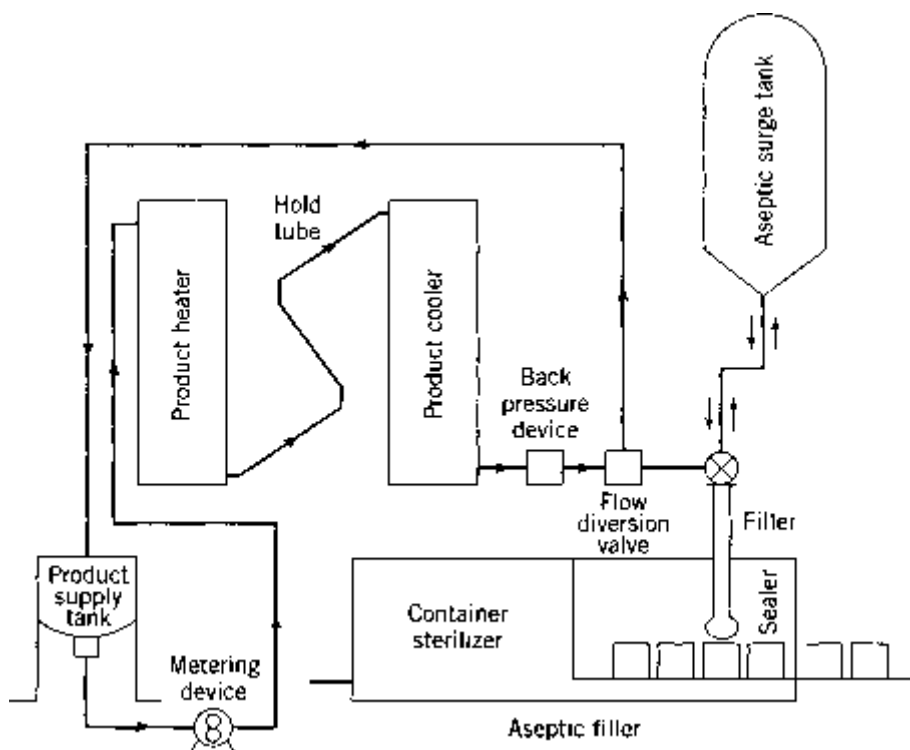 Aseptic surge tank
Hold
tube
Product heater
Product cooler
Back
pressure
device
Flow
diversion
valve
Filler
Product
supply
tank
Metering
device
Container
sterilizer
Sealer
Aseptic filler